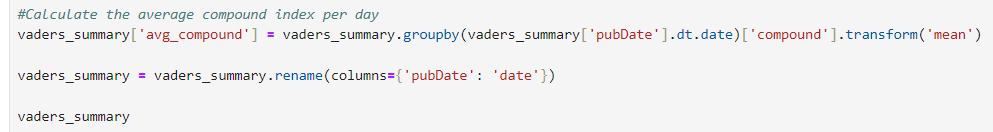 #Calculate the average compound index per day
vaders_summary['avg_compound'] = vaders_summary.groupby(vaders_summary['pubDate'].dt.date)['compound'].transform('mean')
vaders_summary = vaders_summary.rename(columns={'pubDate': 'date'})
vaders_summary